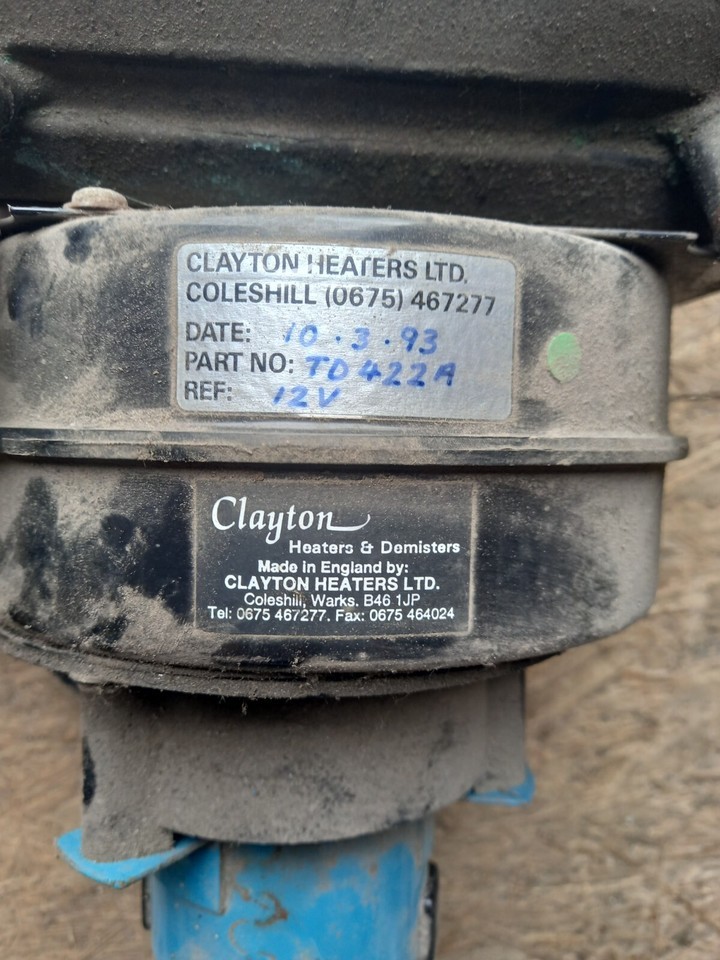 CLAYTON HEATERS LTD.
COLESHILL (0675) 467277
DATE: 10.3.93
PART NO: TD422A
REF: 12V
Clayton
Heaters & Demisters
Made in England by:
CLAYTON HEATERS LTD.
Coleshill, Warks. B46 1JP
Tel: 0675 467277. Fax: 0675 464024